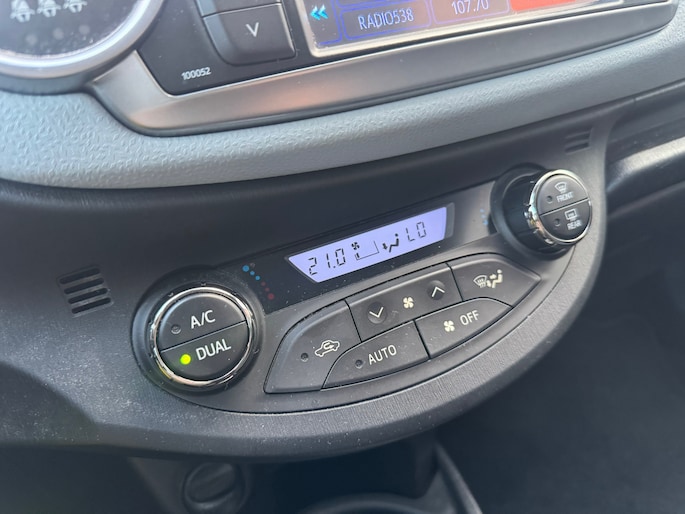 RADIO538
107.70
100052
FRONT
REAR
21.0
LO
A/C
DUAL
AUTO
OFF